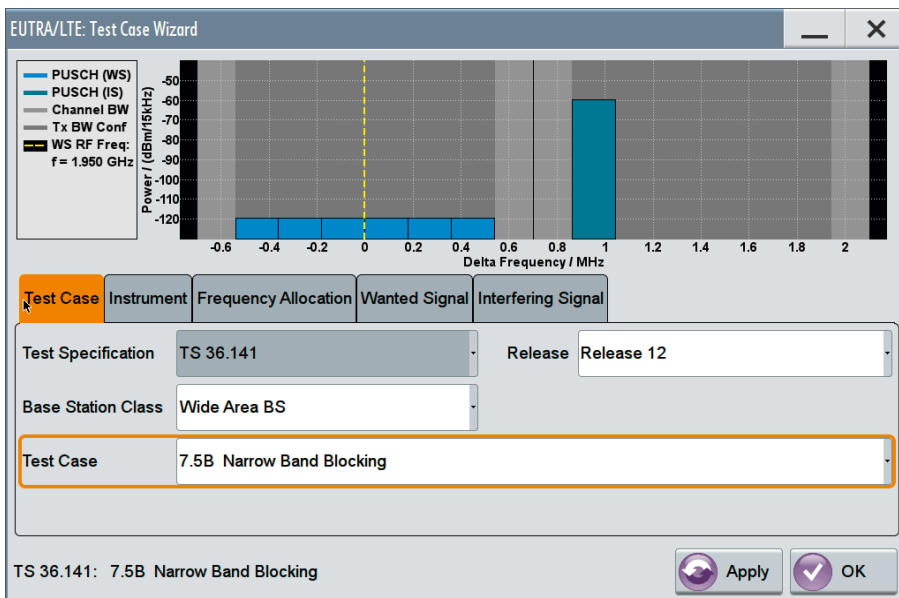 EUTRA/LTE: Test Case Wizard
PUSCH (WS)
PUSCH (IS)
Channel BW
Tx BW Conf
WS RF Freq:
f = 1.950 GHz
Power / (dBm/15kHz)
-50
-60
-70
-80
-90
-100
-110
-120
-0.6 -0.4 -0.2 0 0.2 0.4 0.6 0.8 1 1.2 1.4 1.6 1.8 2
Delta Frequency / MHz
Test Case Instrument Frequency Allocation Wanted Signal Interfering Signal
Test Specification TS 36.141 Release Release 12
Base Station Class Wide Area BS
Test Case 7.5B Narrow Band Blocking
TS 36.141: 7.5B Narrow Band Blocking
Apply OK